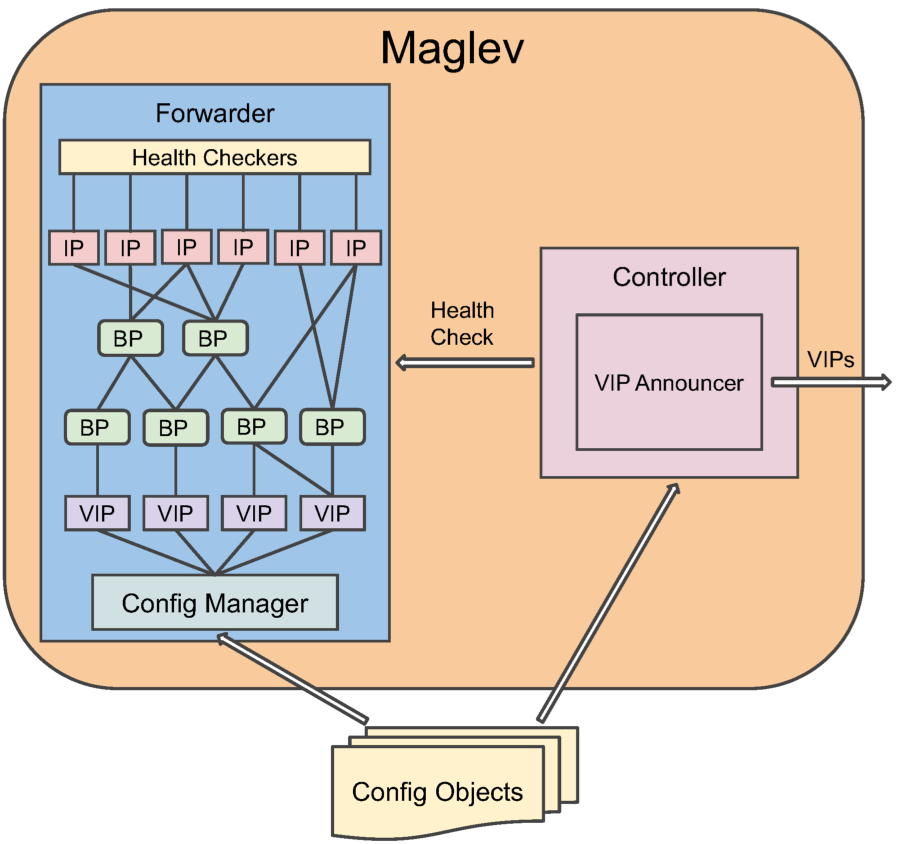 Maglev
Forwarder
Health Checkers
IP IP IP IP IP IP
BP BP
BP BP BP BP
VIP VIP VIP VIP
Config Manager
Health
Check
Controller
VIP Announcer
VIPs
Config Objects